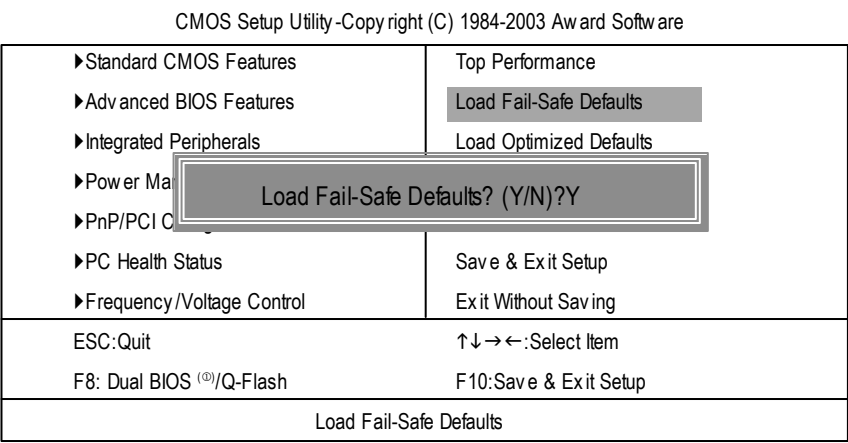 CMOS Setup Utility-Copyright (C) 1984-2003 Award Software
▶Standard CMOS Features
Top Performance
▶Advanced BIOS Features
Load Fail-Safe Defaults
▶Integrated Peripherals
Load Optimized Defaults
▶Power
Load Fail-Safe Defaults? (Y/N)?Y
▶PnP/PCI
▶PC Health Status
Save & Exit Setup
▶Frequency/Voltage Control
Exit Without Saving
ESC:Quit
↑↓→←:Select Item
F8: Dual BIOS (①)/Q-Flash
F10:Save & Exit Setup
Load Fail-Safe Defaults